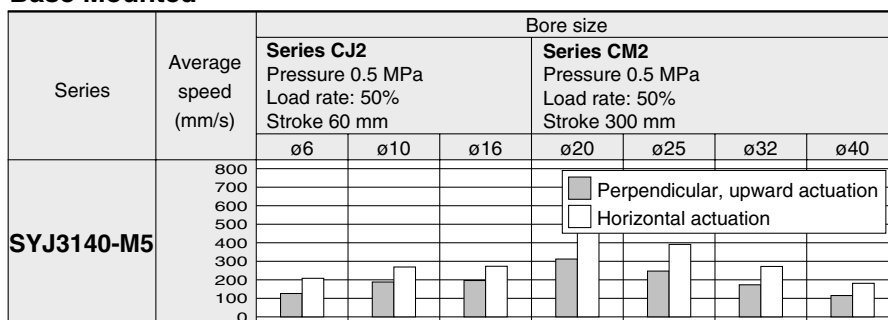 Base Mounted
Series
Average
speed
(mm/s)
Bore size
Series CJ2
Pressure 0.5 MPa
Load rate: 50%
Stroke 60 mm
Series CM2
Pressure 0.5 MPa
Load rate: 50%
Stroke 300 mm
ø6 ø10 ø16 ø20 ø25 ø32 ø40
SYJ3140-M5
800
700
600
500
400
300
200
100
0
Perpendicular, upward actuation
Horizontal actuation